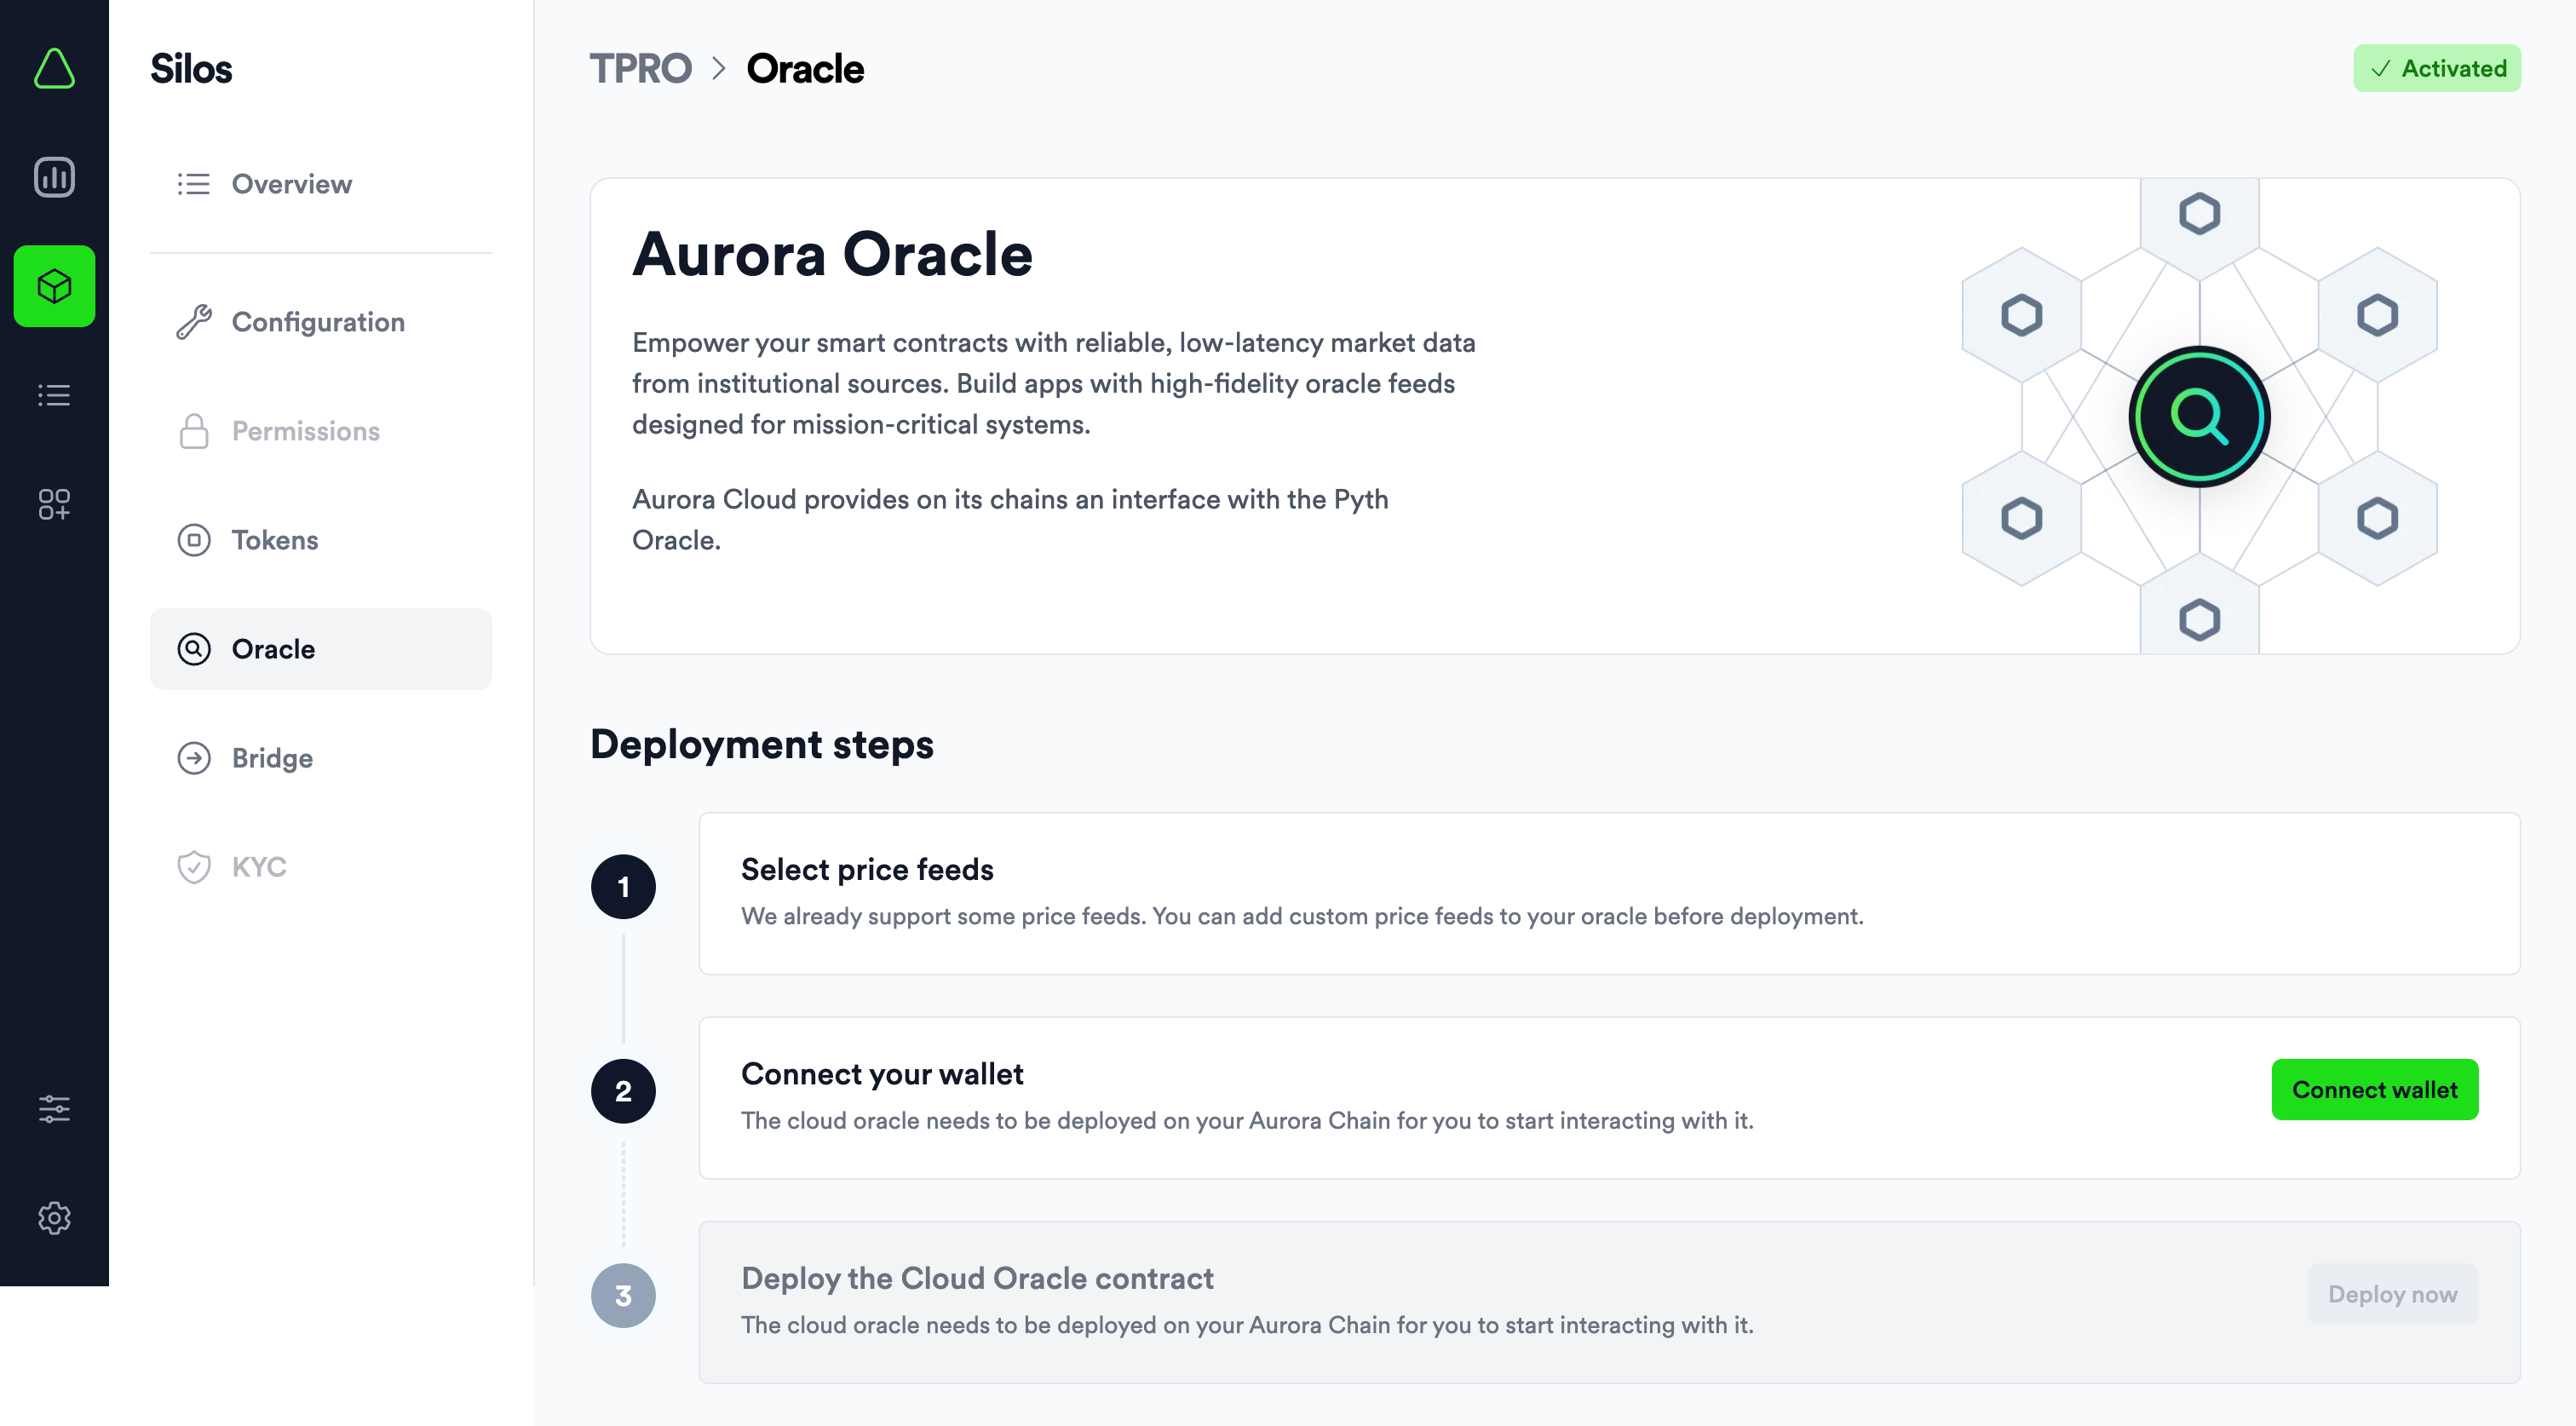 Silos
Overview
Configuration
Permissions
Tokens
Oracle
Bridge
KYC
TPRO > Oracle
Activated
Aurora Oracle
Empower your smart contracts with reliable, low-latency market data
from institutional sources. Build apps with high-fidelity oracle feeds
designed for mission-critical systems.
Aurora Cloud provides on its chains an interface with the Pyth
Oracle.
Deployment steps
1
Select price feeds
We already support some price feeds. You can add custom price feeds to your oracle before deployment.
2
Connect your wallet
The cloud oracle needs to be deployed on your Aurora Chain for you to start interacting with it.
Connect wallet
3
Deploy the Cloud Oracle contract
The cloud oracle needs to be deployed on your Aurora Chain for you to start interacting with it.
Deploy now